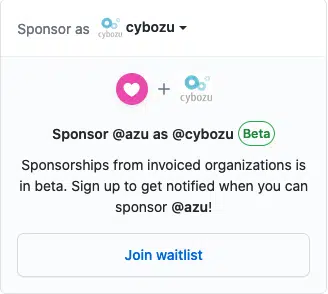 Sponsor as cybozu cybozu
+ cybozu
Sponsor @azu as @cybozu Beta
Sponsorships from invoiced organizations is
in beta. Sign up to get notified when you can
sponsor @azu!
Join waitlist